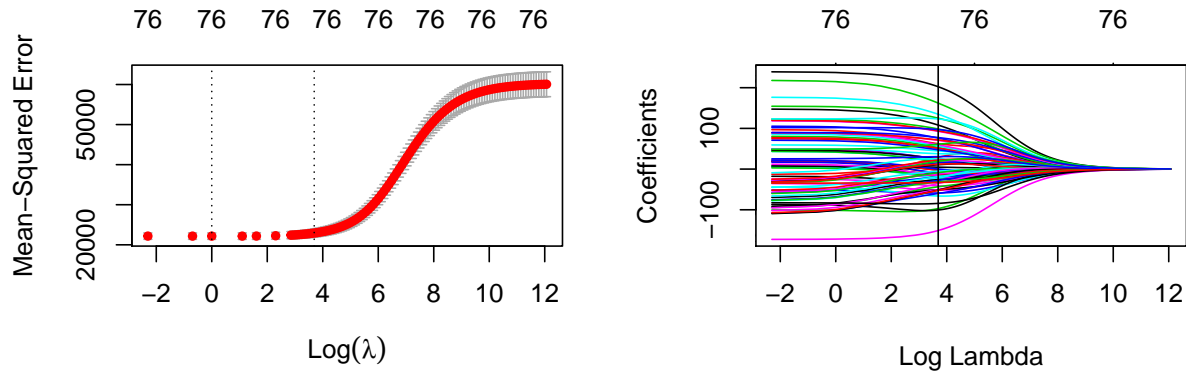 76 76 76 76 76 76 76 76
Mean−Squared Error
20000 50000
−2 0 2 4 6 8 10 12
Log(λ)
76 76 76
Coefficients
−100 100
−2 0 2 4 6 8 10 12
Log Lambda